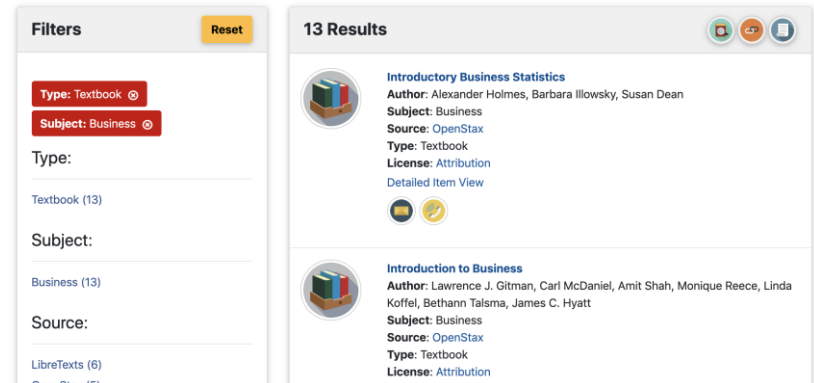 Filters
Reset
Type: Textbook
Subject: Business
Type:
Textbook (13)
Subject:
Business (13)
Source:
LibreTexts (6)
13 Results
Introductory Business Statistics
Author: Alexander Holmes, Barbara Illowsky, Susan Dean
Subject: Business
Source: OpenStax
Type: Textbook
License: Attribution
Detailed Item View
Introduction to Business
Author: Lawrence J. Gitman, Carl McDaniel, Amit Shah, Monique Reece, Linda
Koffel, Bethann Talsma, James C. Hyatt
Subject: Business
Source: OpenStax
Type: Textbook
License: Attribution